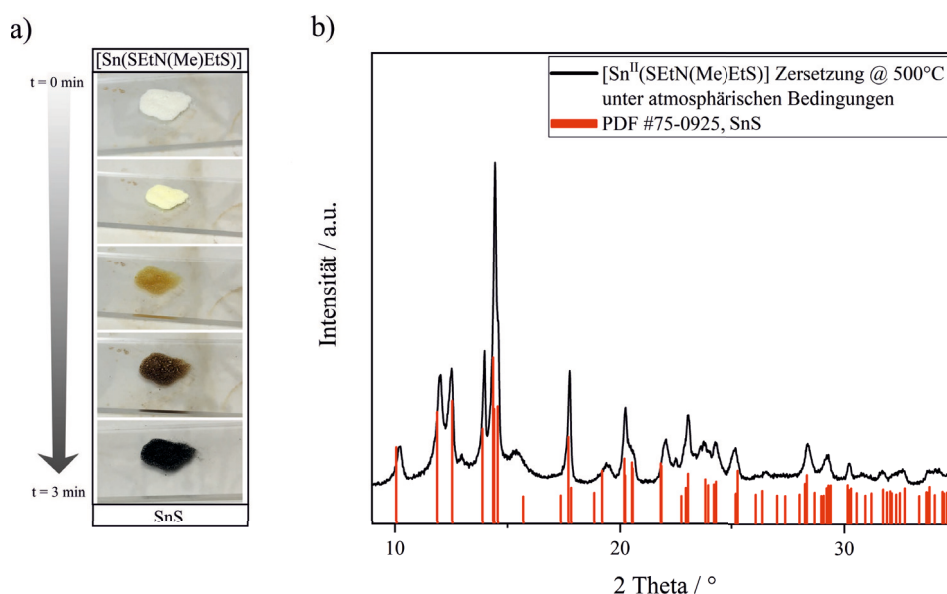 a)
[Sn(SEtN(Me)EtS)]
t = 0 min
t = 3 min
SnS
b)
[Sn^II(SEtN(Me)EtS)] Zersetzung @ 500°C
unter atmosphärischen Bedingungen
PDF #75-0925, SnS
Intensität / a.u.
10 20 30
2 Theta / °